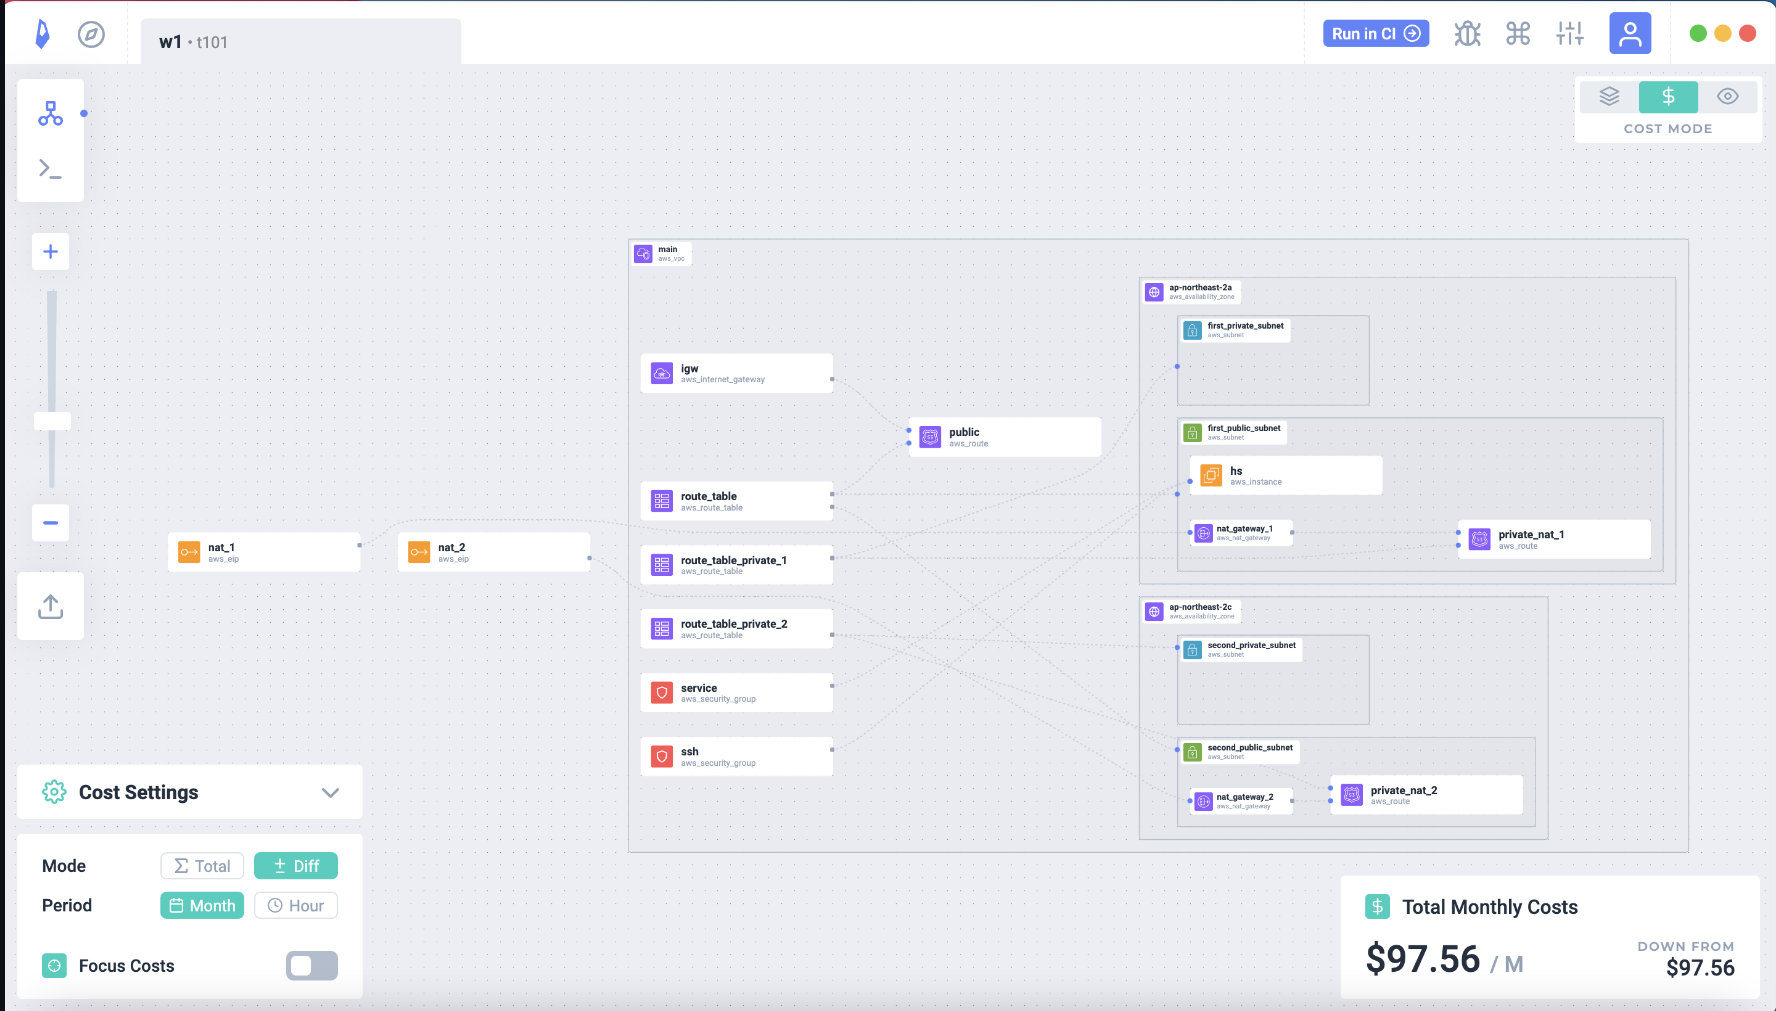 w1 • t101
Run in CI
COST MODE
main
aws_vpc
ap-northeast-2a
aws_availability_zone
first_private_subnet
aws_subnet
igw
aws_internet_gateway
public
aws_route
first_public_subnet
aws_subnet
hs
aws_instance
route_table
aws_route_table
nat_gateway_1
aws_nat_gateway
private_nat_1
aws_route
nat_1
aws_eip
nat_2
aws_eip
route_table_private_1
aws_route_table
ap-northeast-2c
aws_availability_zone
route_table_private_2
aws_route_table
second_private_subnet
aws_subnet
service
aws_security_group
ssh
aws_security_group
second_public_subnet
aws_subnet
nat_gateway_2
aws_nat_gateway
private_nat_2
aws_route
Cost Settings
Mode
Total
± Diff
Period
Month
Hour
Focus Costs
$ Total Monthly Costs
$97.56 / M
DOWN FROM
$97.56